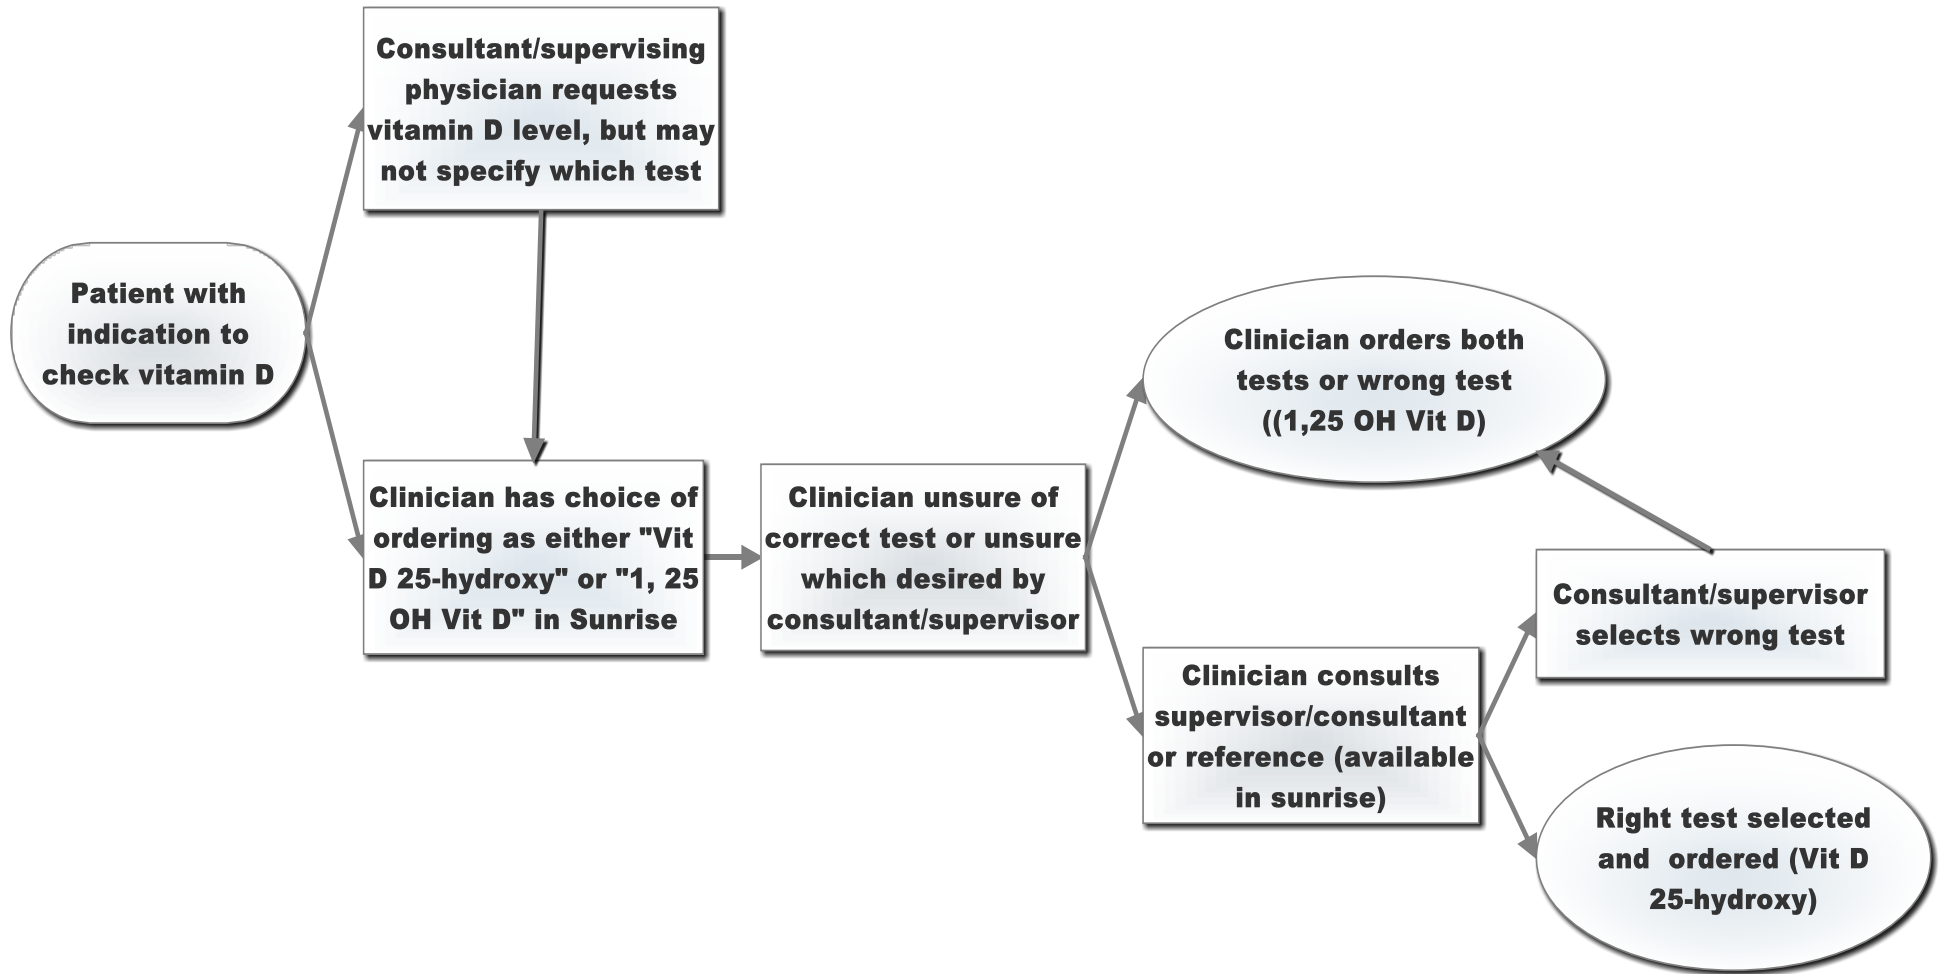 Consultant/supervising
physician requests
vitamin D level, but may
not specify which test
Patient with
indication to
check vitamin D
Clinician has choice of
ordering as either "Vit
D 25-hydroxy" or "1, 25
OH Vit D" in Sunrise
Clinician unsure of
correct test or unsure
which desired by
consultant/supervisor
Clinician orders both
tests or wrong test
((1,25 OH Vit D)
Clinician consults
supervisor/consultant
or reference (available
in sunrise)
Consultant/supervisor
selects wrong test
Right test selected
and  ordered (Vit D
25-hydroxy)